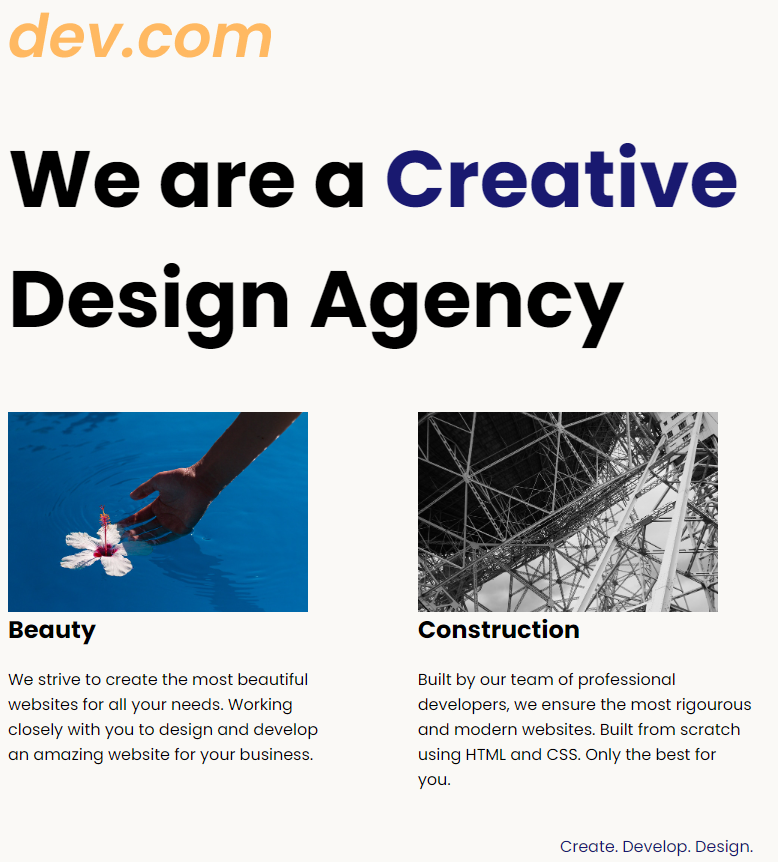 dev.com
We are a Creative
Design Agency
Beauty
We strive to create the most beautiful
websites for all your needs. Working
closely with you to design and develop
an amazing website for your business.
Construction
Built by our team of professional
developers, we ensure the most rigourous
and modern websites. Built from scratch
using HTML and CSS. Only the best for
you.
Create. Develop. Design.